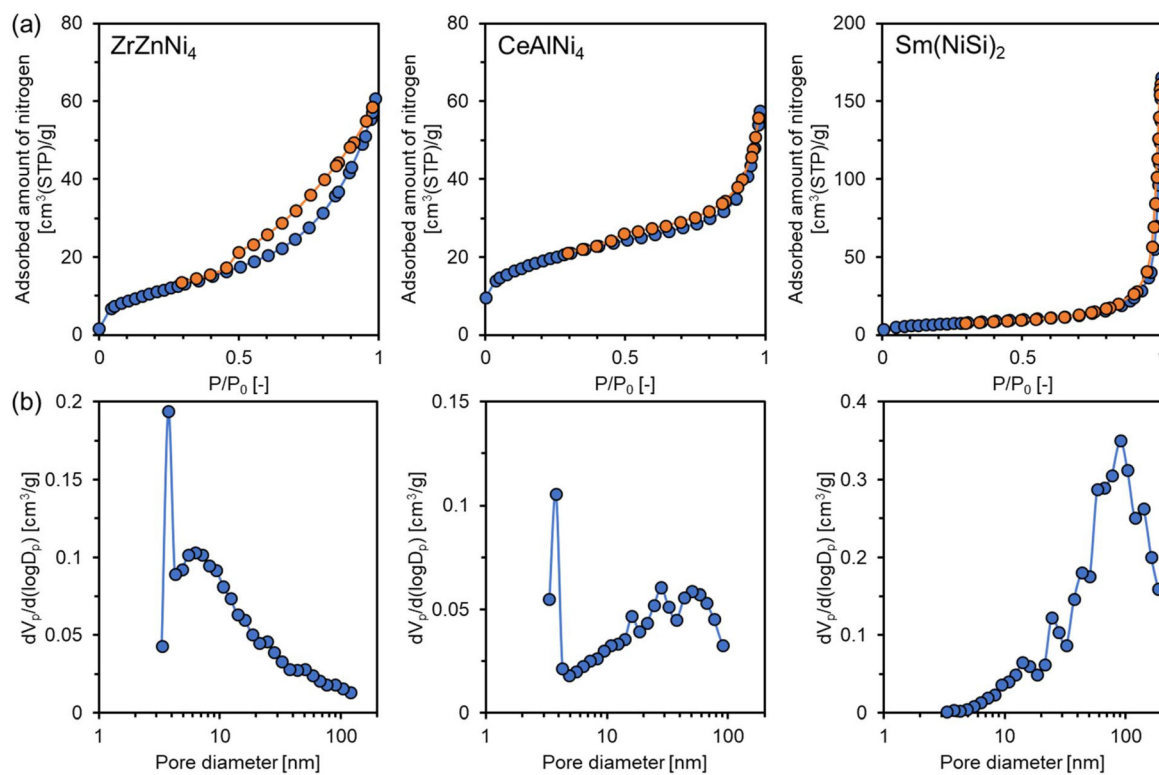 (a)
ZrZnNi4
Adsorbed amount of nitrogen
[cm3(STP)/g]
80
60
40
20
0
0
0.5
1
P/P0 [-]
CeAlNi4
Adsorbed amount of nitrogen
[cm3(STP)/g]
80
60
40
20
0
0
0.5
1
P/P0 [-]
Sm(NiSi)2
Adsorbed amount of nitrogen
[cm3(STP)/g]
200
150
100
50
0
0
0.5
1
P/P0 [-]
(b)
dVp/d(logDp) [cm3/g]
0.2
0.15
0.1
0.05
0
1
10
100
Pore diameter [nm]
dVp/d(logDp) [cm3/g]
0.15
0.1
0.05
0
1
10
100
Pore diameter [nm]
dVp/d(logDp) [cm3/g]
0.4
0.3
0.2
0.1
0
1
10
100
Pore diameter [nm]